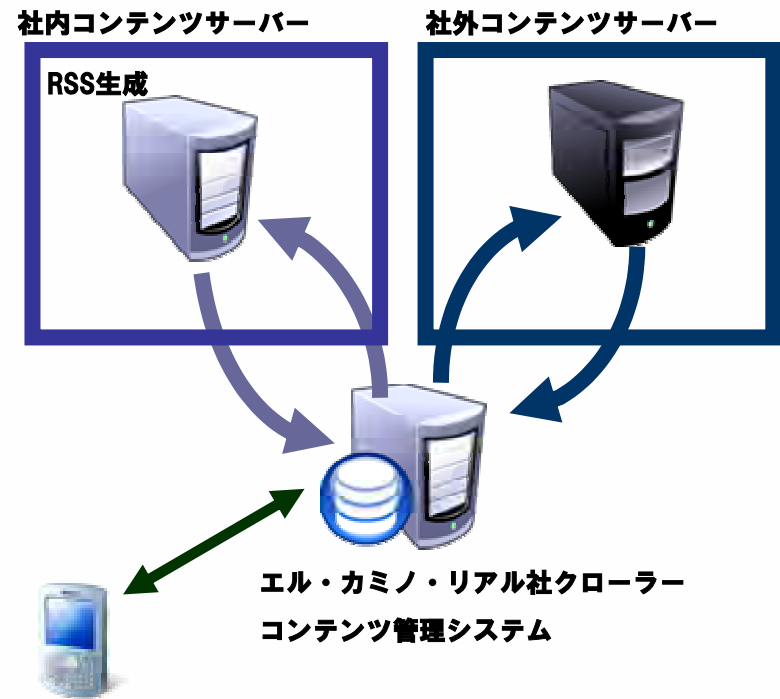 社内コンテンツサーバー
社外コンテンツサーバー
RSS生成
エル・カミノ・リアル社クローラー
コンテンツ管理システム